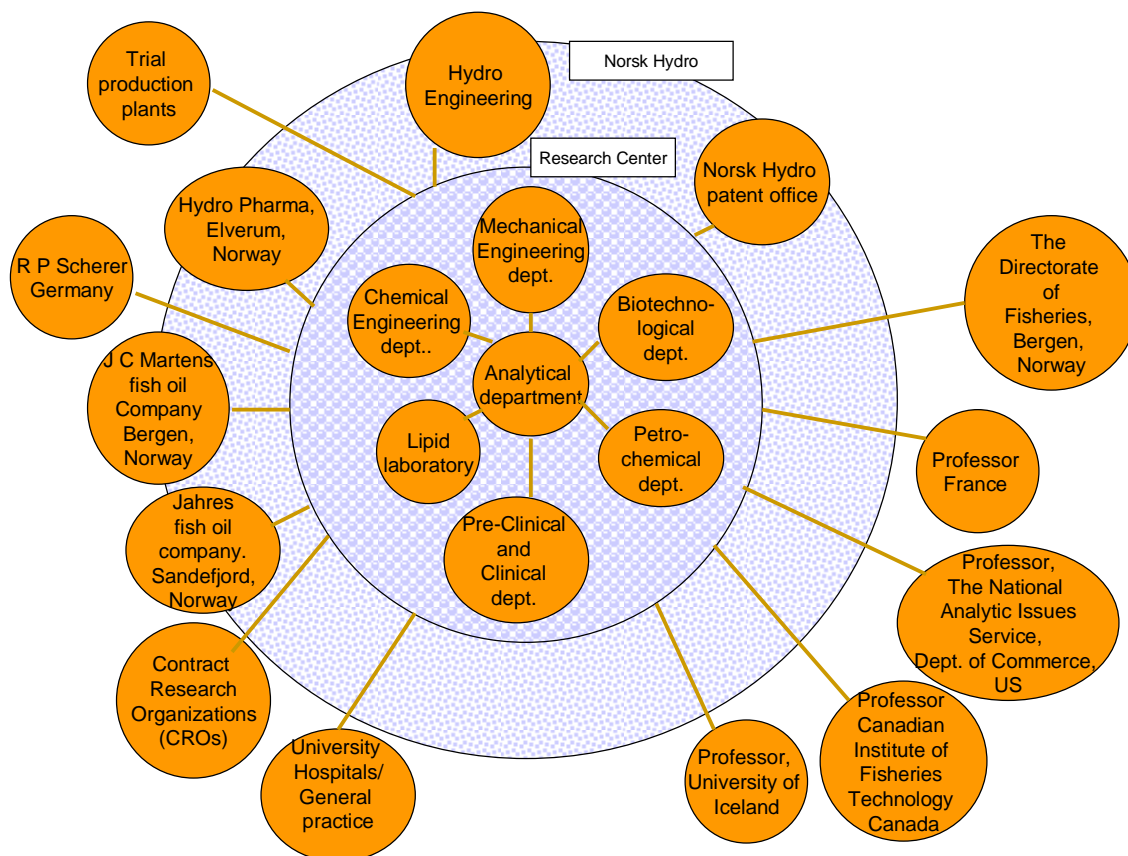 Trial
production
plants
Hydro
Engineering
Norsk Hydro
Research Center
Norsk Hydro
patent office
Hydro Pharma,
Elverum,
Norway
Mechanical
Engineering
dept.
R P Scherer
Germany
Chemical
Engineering
dept..
Biotechno-
logical
dept.
The
Directorate
of
Fisheries,
Bergen,
Norway
J C Martens
fish oil
Company
Bergen,
Norway
Analytical
department
Lipid
laboratory
Petro-
chemical
dept.
Professor
France
Jahres
fish oil
company.
Sandefjord,
Norway
Pre-Clinical
and
Clinical
dept.
Professor,
The National
Analytic Issues
Service,
Dept. of Commerce,
US
Contract
Research
Organizations
(CROs)
University
Hospitals/
General
practice
Professor,
University of
Iceland
Professor
Canadian
Institute of
Fisheries
Technology
Canada